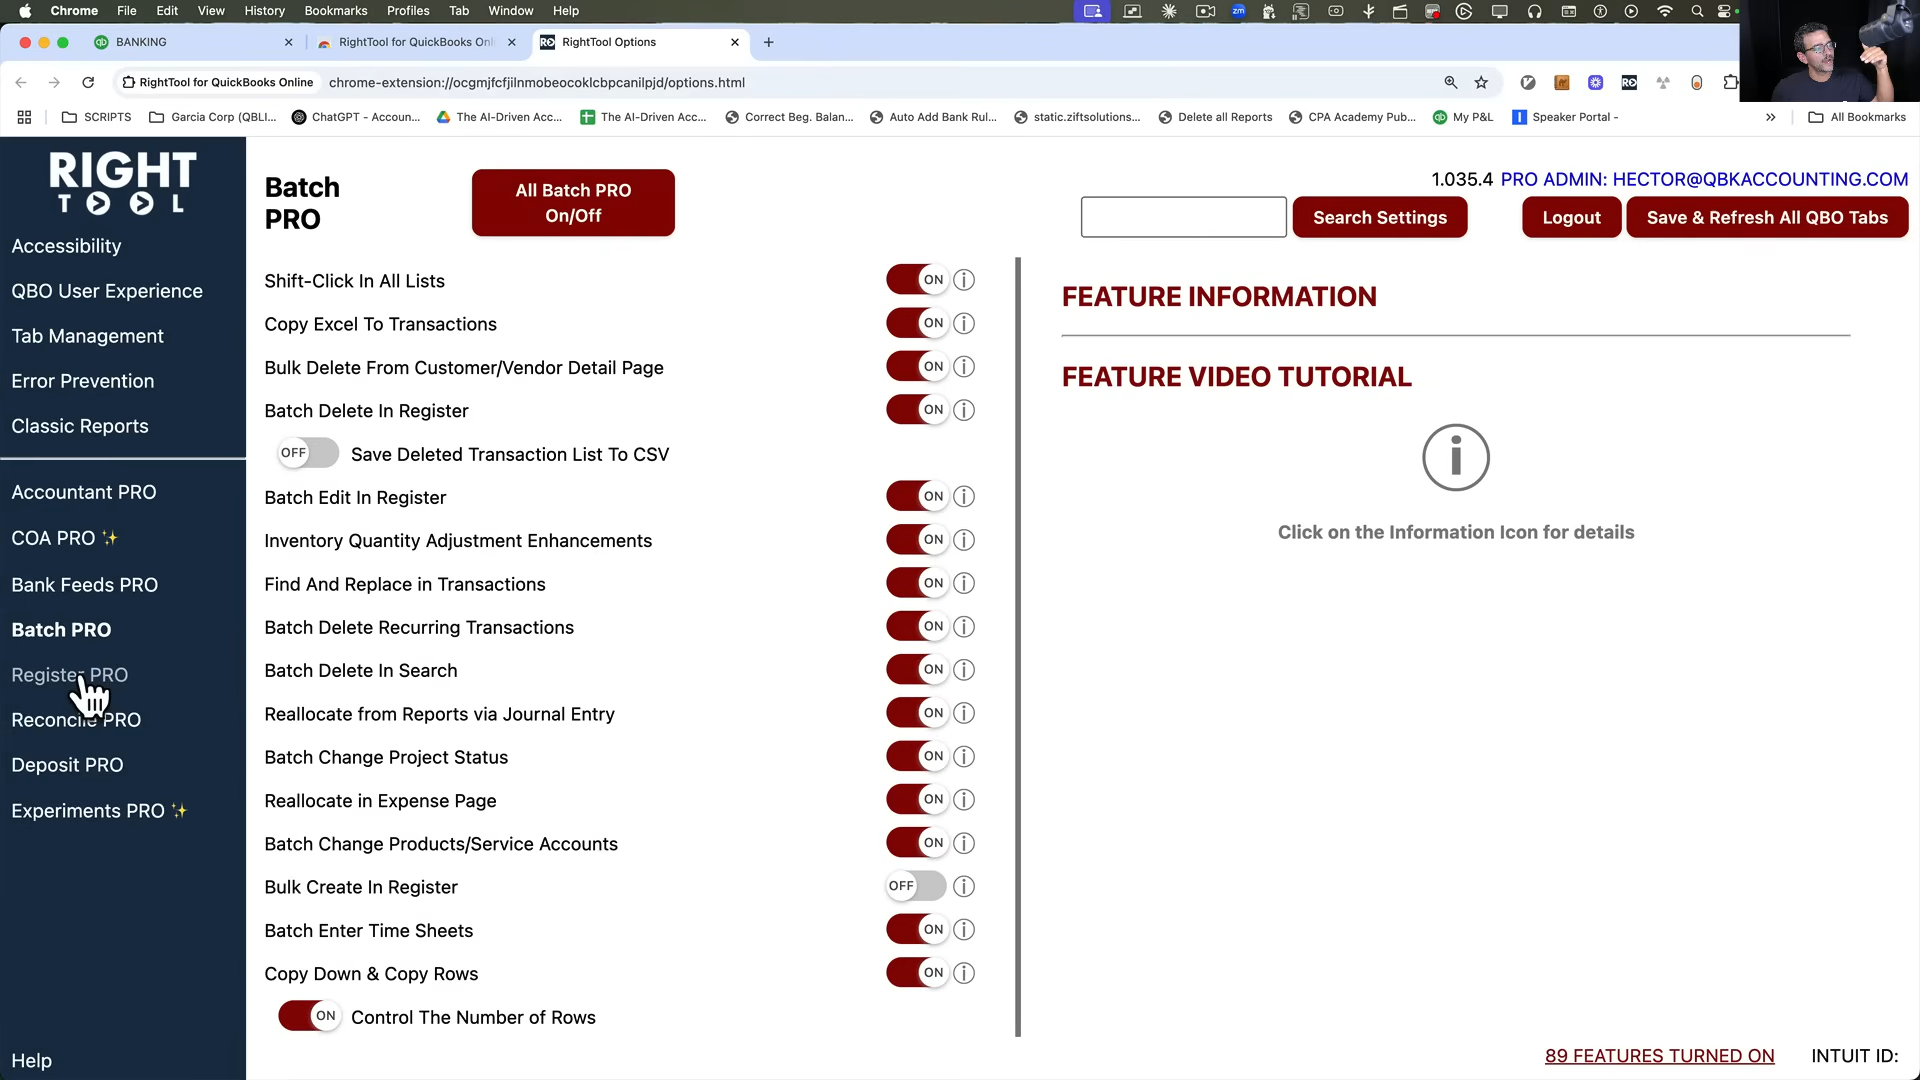 Chrome File Edit View History Bookmarks Profiles Tab Window Help
BANKING
RightTool for QuickBooks Onl
RightTool Options
RightTool for QuickBooks Online
chrome-extension://ocgmjfcfjilnmobeocoklcbpcanilpjd/options.html
SCRIPTS
Garcia Corp (QBLI...
ChatGPT - Accoun...
The AI-Driven Acc...
The AI-Driven Acc...
Correct Beg. Balan...
Auto Add Bank Rul...
static.ziftsolutions...
Delete all Reports
CPA Academy Pub...
My P&L
Speaker Portal -
All Bookmarks
RIGHT
TOOL
Accessibility
QBO User Experience
Tab Management
Error Prevention
Classic Reports
Accountant PRO
COA PRO ✨
Bank Feeds PRO
Batch PRO
Register PRO
Reconcile PRO
Deposit PRO
Experiments PRO ✨
Help
Batch
PRO
All Batch PRO
On/Off
1.035.4 PRO ADMIN: HECTOR@QBKACCOUNTING.COM
Search Settings
Logout
Save & Refresh All QBO Tabs
Shift-Click In All Lists ON
Copy Excel To Transactions ON
Bulk Delete From Customer/Vendor Detail Page ON
Batch Delete In Register ON
OFF Save Deleted Transaction List To CSV
Batch Edit In Register ON
Inventory Quantity Adjustment Enhancements ON
Find And Replace in Transactions ON
Batch Delete Recurring Transactions ON
Batch Delete In Search ON
Reallocate from Reports via Journal Entry ON
Batch Change Project Status ON
Reallocate in Expense Page ON
Batch Change Products/Service Accounts ON
Bulk Create In Register OFF
Batch Enter Time Sheets ON
Copy Down & Copy Rows ON
ON Control The Number of Rows
FEATURE INFORMATION
FEATURE VIDEO TUTORIAL
Click on the Information Icon for details
89 FEATURES TURNED ON
INTUIT ID: